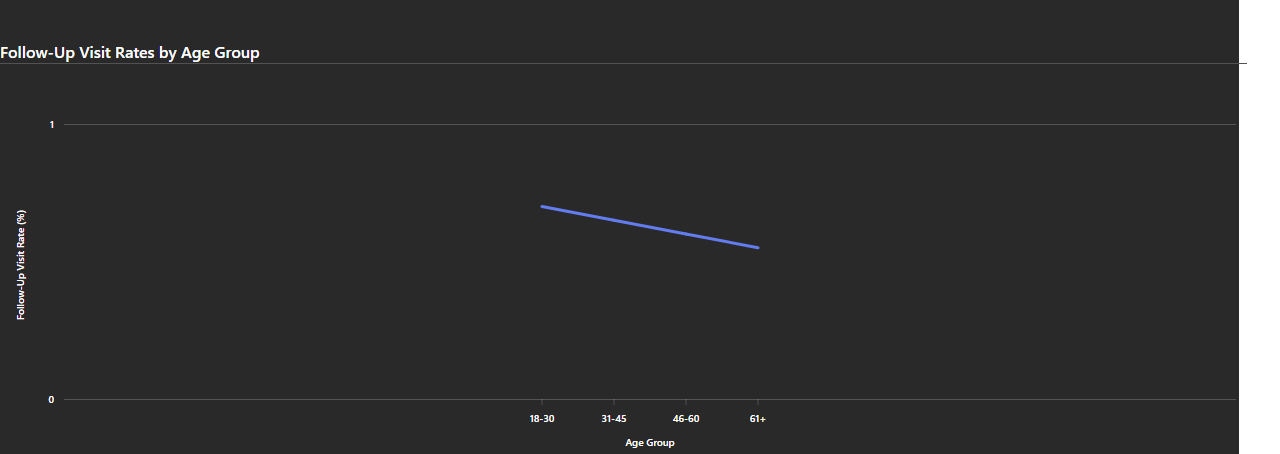 Follow-Up Visit Rates by Age Group
1
Follow-Up Visit Rate (%)
0
18-30 31-45 46-60 61+
Age Group